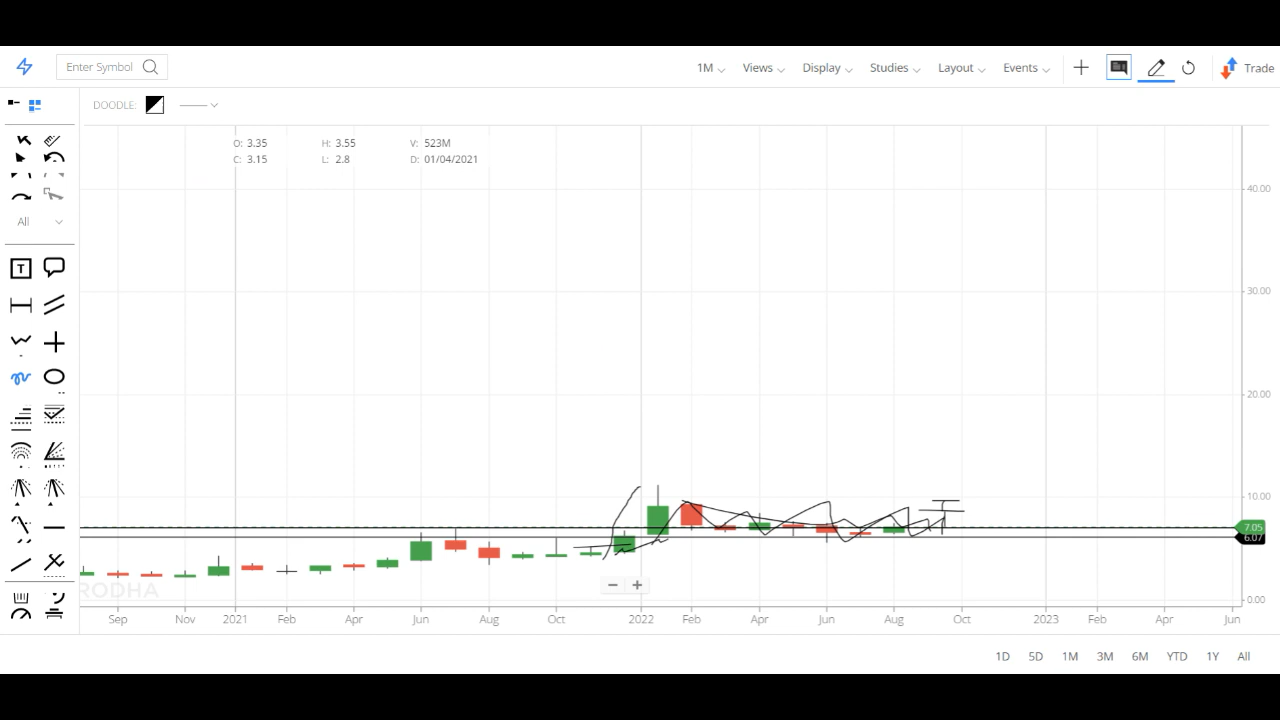 Enter Symbol 1M Views Display Studies Layout Events Trade
DOODLE:
O: 3.35 H: 3.55 V: 523M
C: 3.15 L: 2.8 D: 01/04/2021
All
T
40.00
30.00
20.00
10.00
7.05
6.07
0.00
RODHA
Sep Nov 2021 Feb Apr Jun Aug Oct 2022 Feb Apr Jun Aug Oct 2023 Feb Apr Jun
1D 5D 1M 3M 6M YTD 1Y All